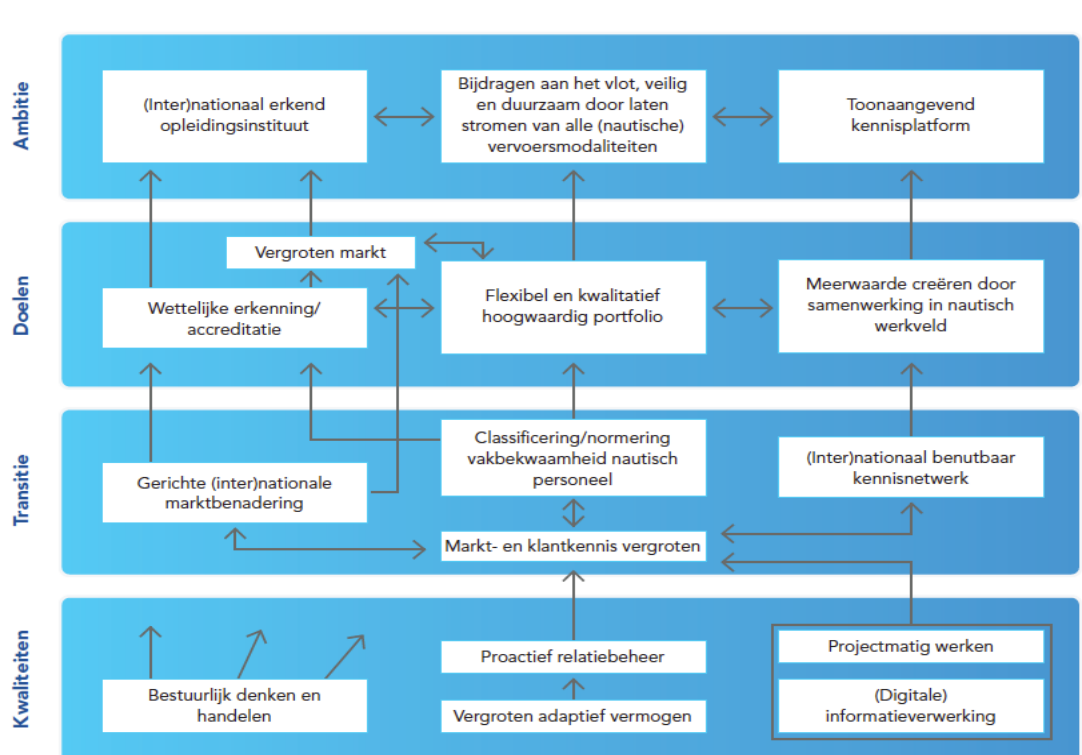 Ambitie
(Inter)nationaal erkend
opleidingsinstituut
Bijdragen aan het vlot, veilig
en duurzaam door laten
stromen van alle (nautische)
vervoersmodaliteiten
Toonaangevend
kennisplatform
Doelen
Vergroten markt
Wettelijke erkenning/
accreditatie
Flexibel en kwalitatief
hoogwaardig portfolio
Meerwaarde creëren door
samenwerking in nautisch
werkveld
Transitie
Gerichte (inter)nationale
marktbenadering
Classificering/normering
vakbekwaamheid nautisch
personeel
(Inter)nationaal benutbaar
kennisnetwerk
Markt- en klantkennis vergroten
Kwaliteiten
Bestuurlijk denken en
handelen
Proactief relatiebeheer
Vergroten adaptief vermogen
Projectmatig werken
(Digitale)
informatieverwerking